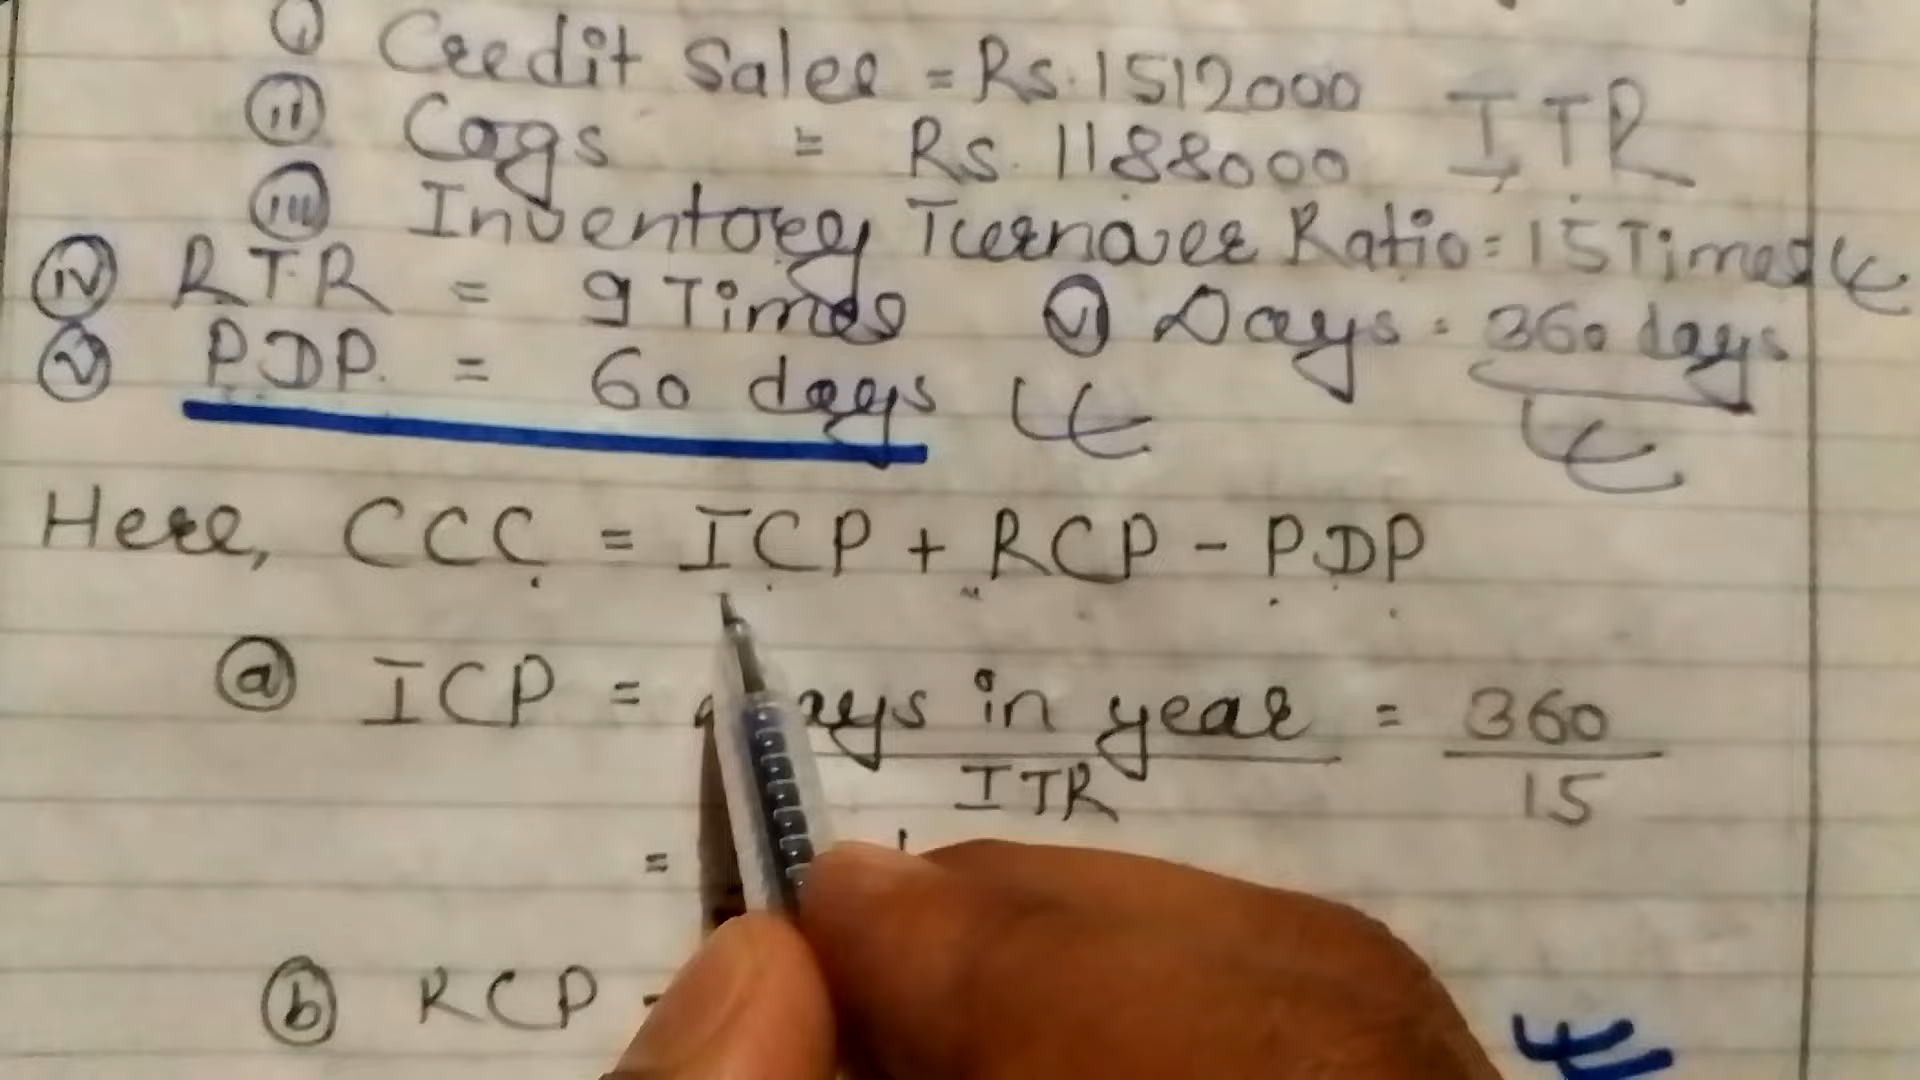 (i) Credit Sales = Rs. 1512000
(ii) Cogs = Rs. 1188000 ITR
(iii) Inventory Turnover Ratio = 15 Times
(iv) RTR = 9 Times (vi) Days = 360 days
(v) PDP = 60 days
Here, CCC = ICP + RCP - PDP
(a) ICP = days in year = 360
ITR 15
=
(b) RCP